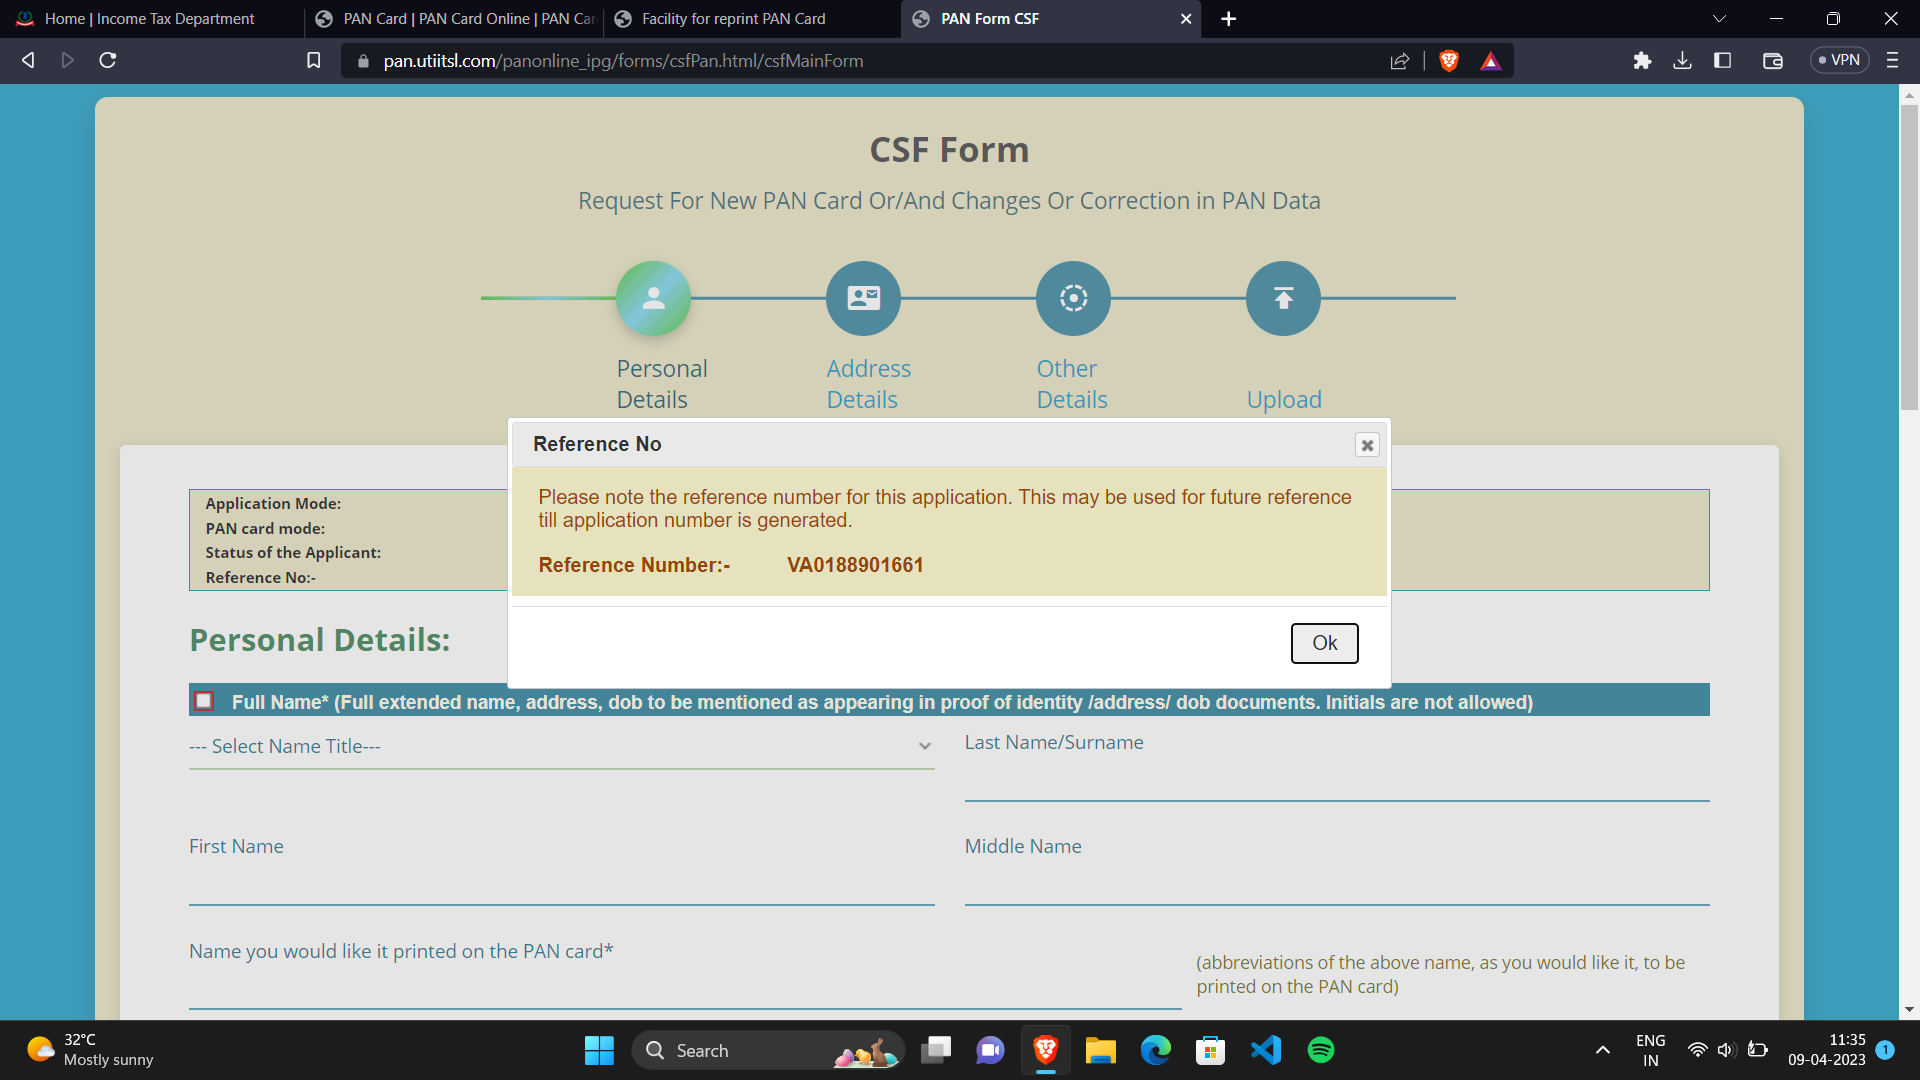 Home | Income Tax Department
PAN Card | PAN Card Online | PAN Car
Facility for reprint PAN Card
PAN Form CSF
pan.utiitsl.com/panonline_ipg/forms/csfPan.html/csfMainForm
VPN
CSF Form
Request For New PAN Card Or/And Changes Or Correction in PAN Data
Personal Details
Address Details
Other Details
Upload
Reference No
Please note the reference number for this application. This may be used for future reference
till application number is generated.
Reference Number:- VA0188901661
Ok
Application Mode:
PAN card mode:
Status of the Applicant:
Reference No:-
Personal Details:
Full Name* (Full extended name, address, dob to be mentioned as appearing in proof of identity /address/ dob documents. Initials are not allowed)
--- Select Name Title---
Last Name/Surname
First Name
Middle Name
Name you would like it printed on the PAN card*
(abbreviations of the above name, as you would like it, to be
printed on the PAN card)
32°C
Mostly sunny
Search
ENG
IN
11:35
09-04-2023
1